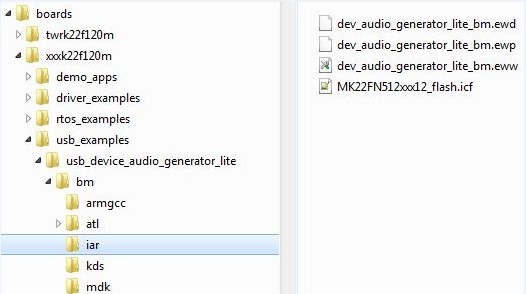 boards
twrk22f120m
xxxk22f120m
demo_apps
driver_examples
rtos_examples
usb_examples
usb_device_audio_generator_lite
bm
armgcc
atl
iar
kds
mdk
dev_audio_generator_lite_bm.ewd
dev_audio_generator_lite_bm.ewp
dev_audio_generator_lite_bm.eww
MK22FN512xxx12_flash.icf